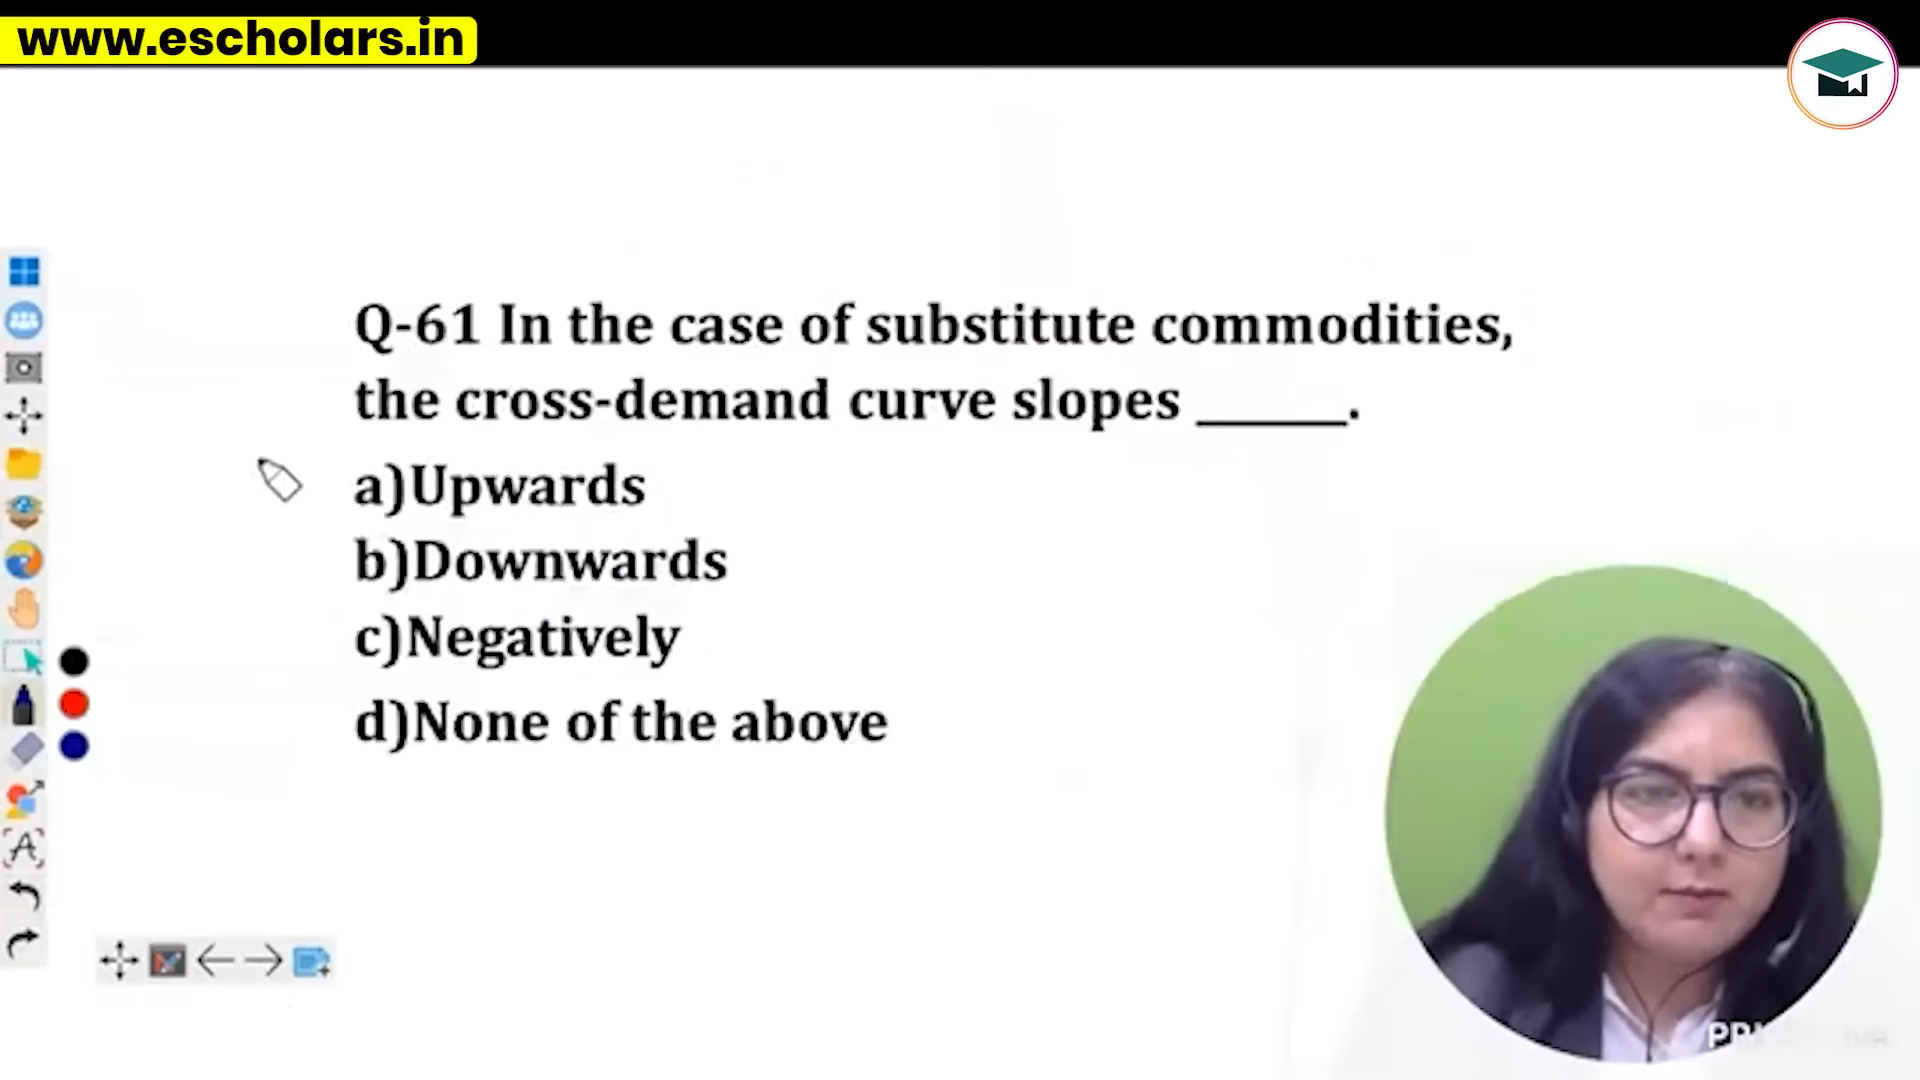 www.escholars.in
Q-61 In the case of substitute commodities,
the cross-demand curve slopes ______.
a)Upwards
b)Downwards
c)Negatively
d)None of the above